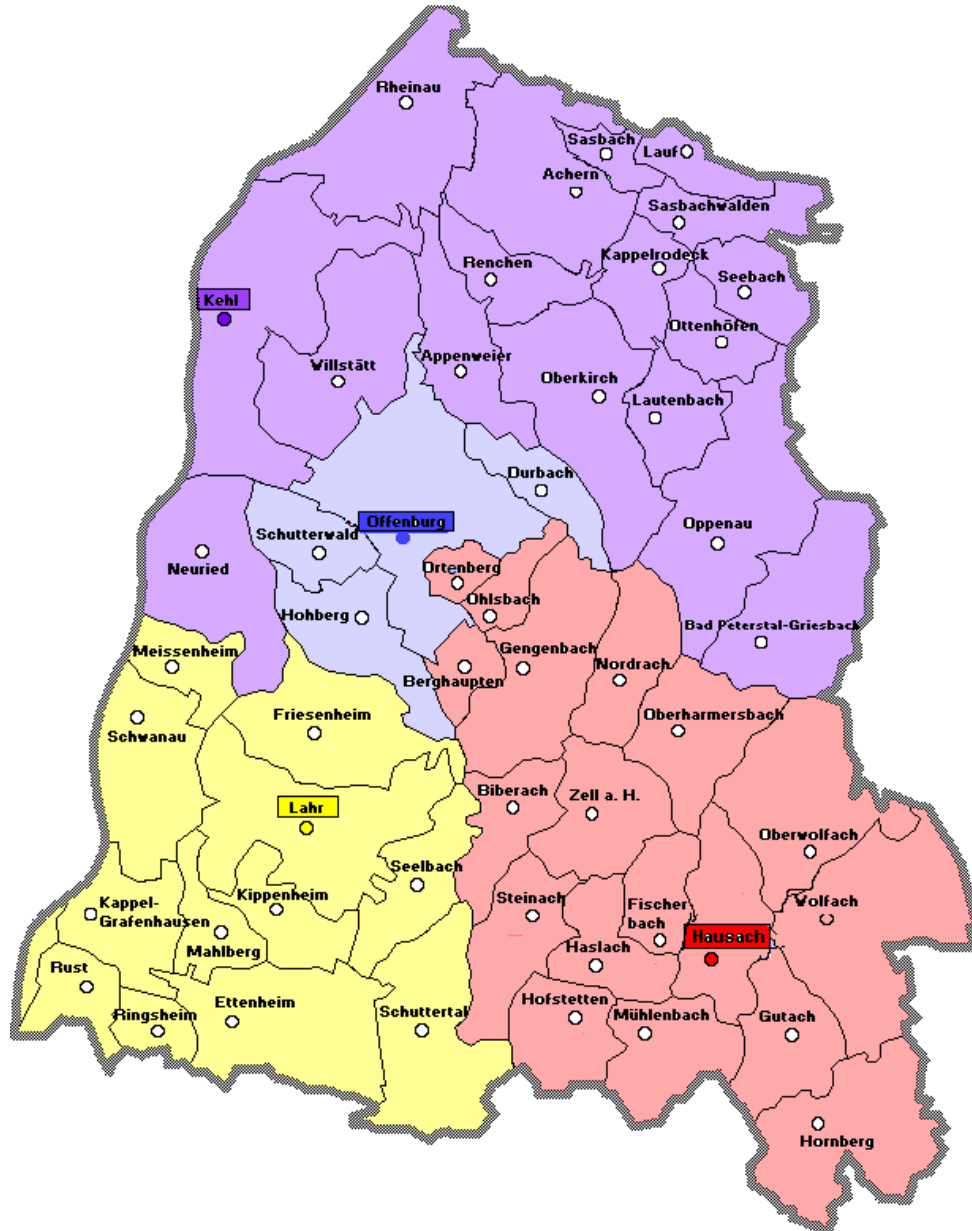 Rheinau
Sasbach
Lauf
Achern
Sasbachwalden
Kappelrodeck
Renchen
Seebach
Kehl
Ottenhöfen
Appenweier
Willstätt
Oberkirch
Lautenbach
Durbach
Offenburg
Oppenau
Schutterwald
Neuried
Ortenberg
Ohlsbach
Hohberg
Bad Peterstal-Griesbach
Gengenbach
Meissenheim
Nordrach
Berghaupten
Friesenheim
Oberharmersbach
Schwanau
Biberach
Zell a. H.
Lahr
Oberwolfach
Seelbach
Kippenheim
Steinach
Kappel-
Grafenhausen
Fischer
bach
Wolfach
Hausach
Mahlberg
Haslach
Rust
Hofstetten
Ettenheim
Ringsheim
Schuttertal
Mühlenbach
Gutach
Hornberg